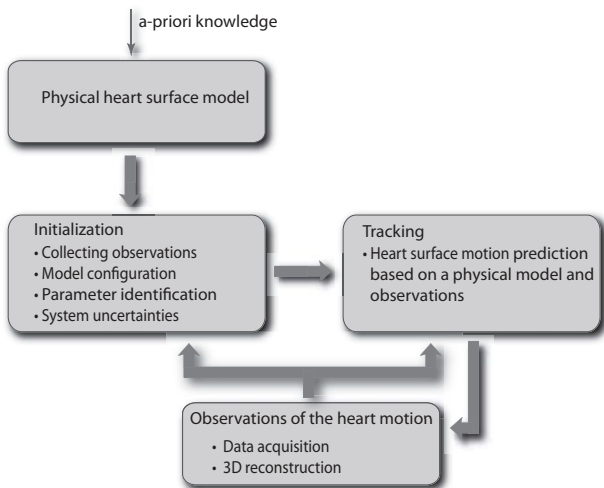 a-priori knowledge
Physical heart surface model
Initialization
• Collecting observations
• Model configuration
• Parameter identification
• System uncertainties
Tracking
• Heart surface motion prediction
based on a physical model and
observations
Observations of the heart motion
• Data acquisition
• 3D reconstruction